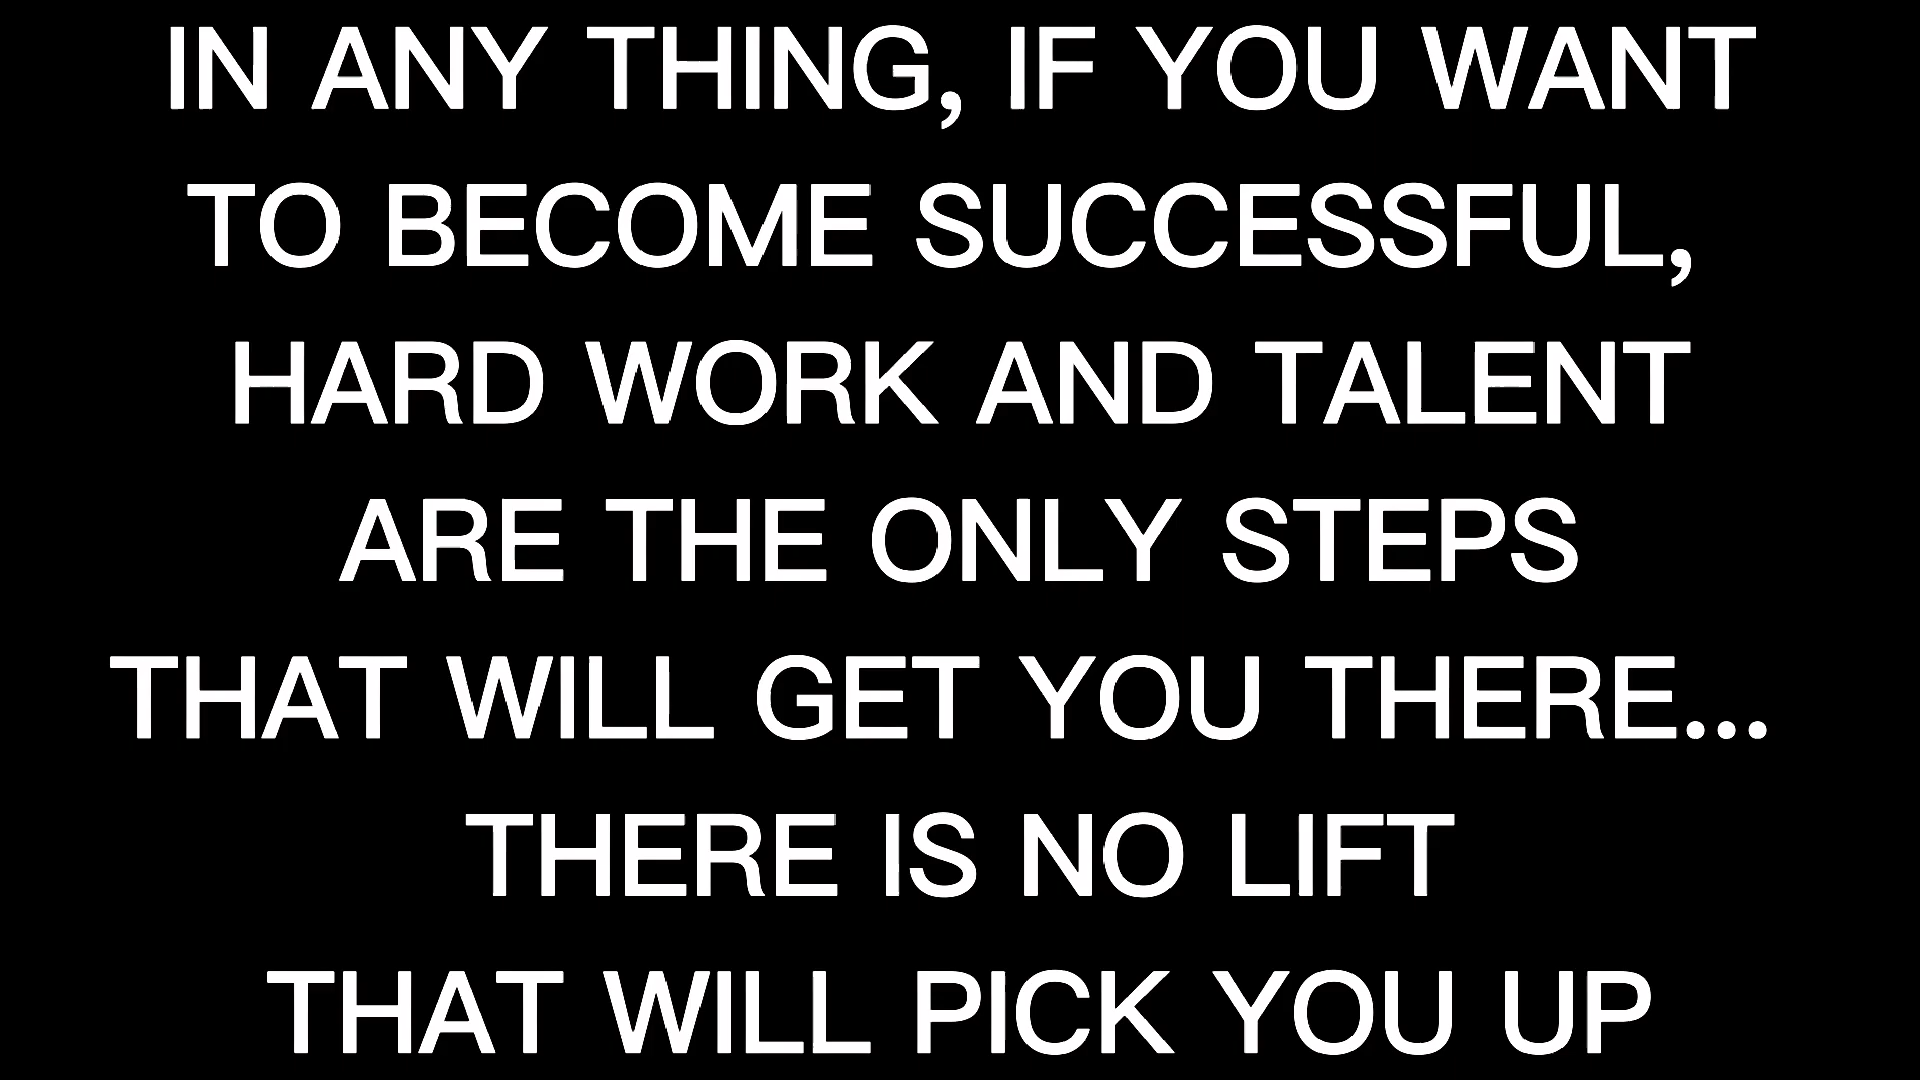 IN ANY THING, IF YOU WANT
TO BECOME SUCCESSFUL,
HARD WORK AND TALENT
ARE THE ONLY STEPS
THAT WILL GET YOU THERE...
THERE IS NO LIFT
THAT WILL PICK YOU UP